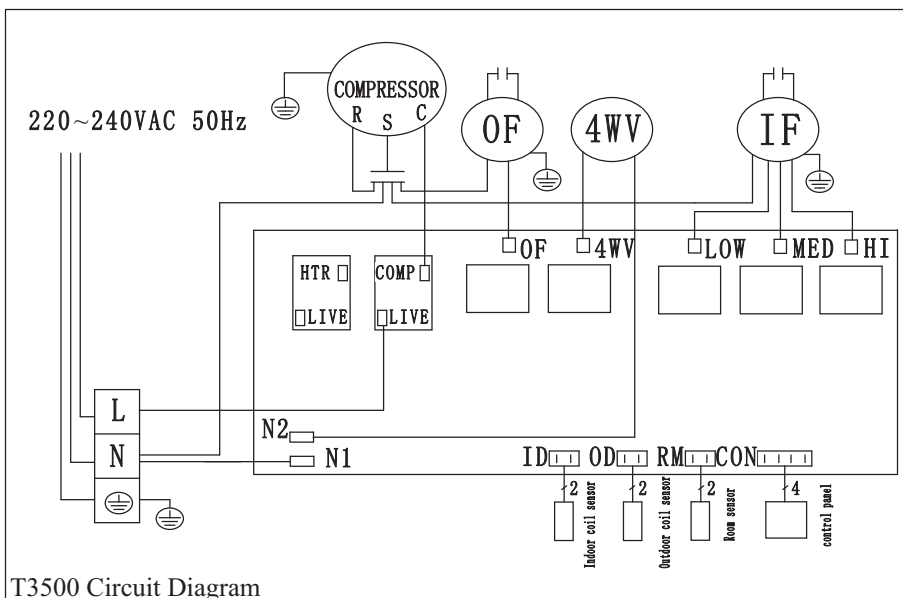 COMPRESSOR
R S C
OF
4WV
IF
220~240VAC 50Hz
OF
4WV
LOW
MED
HI
HTR
COMP
LIVE
LIVE
L
N
N2
N1
ID
OD
RM
CON
2
2
2
4
Indoor coil sensor
Outdoor coil sensor
Room sensor
control panel
T3500 Circuit Diagram